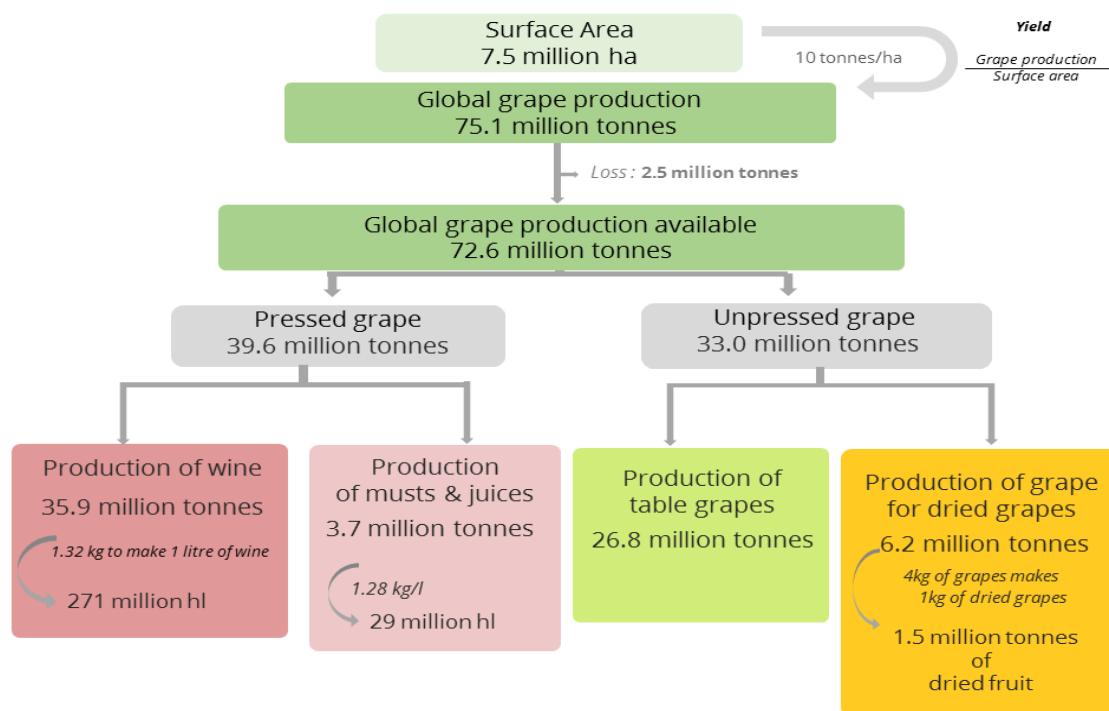 Surface Area
7.5 million ha
10 tonnes/ha
Yield
Grape production
Surface area
Global grape production
75.1 million tonnes
Loss : 2.5 million tonnes
Global grape production available
72.6 million tonnes
Pressed grape
39.6 million tonnes
Unpressed grape
33.0 million tonnes
Production of wine
35.9 million tonnes
1.32 kg to make 1 litre of wine
271 million hl
Production
of musts & juices
3.7 million tonnes
1.28 kg/l
29 million hl
Production of
table grapes
26.8 million tonnes
Production of grape
for dried grapes
6.2 million tonnes
4kg of grapes makes
1kg of dried grapes
1.5 million tonnes
of
dried fruit